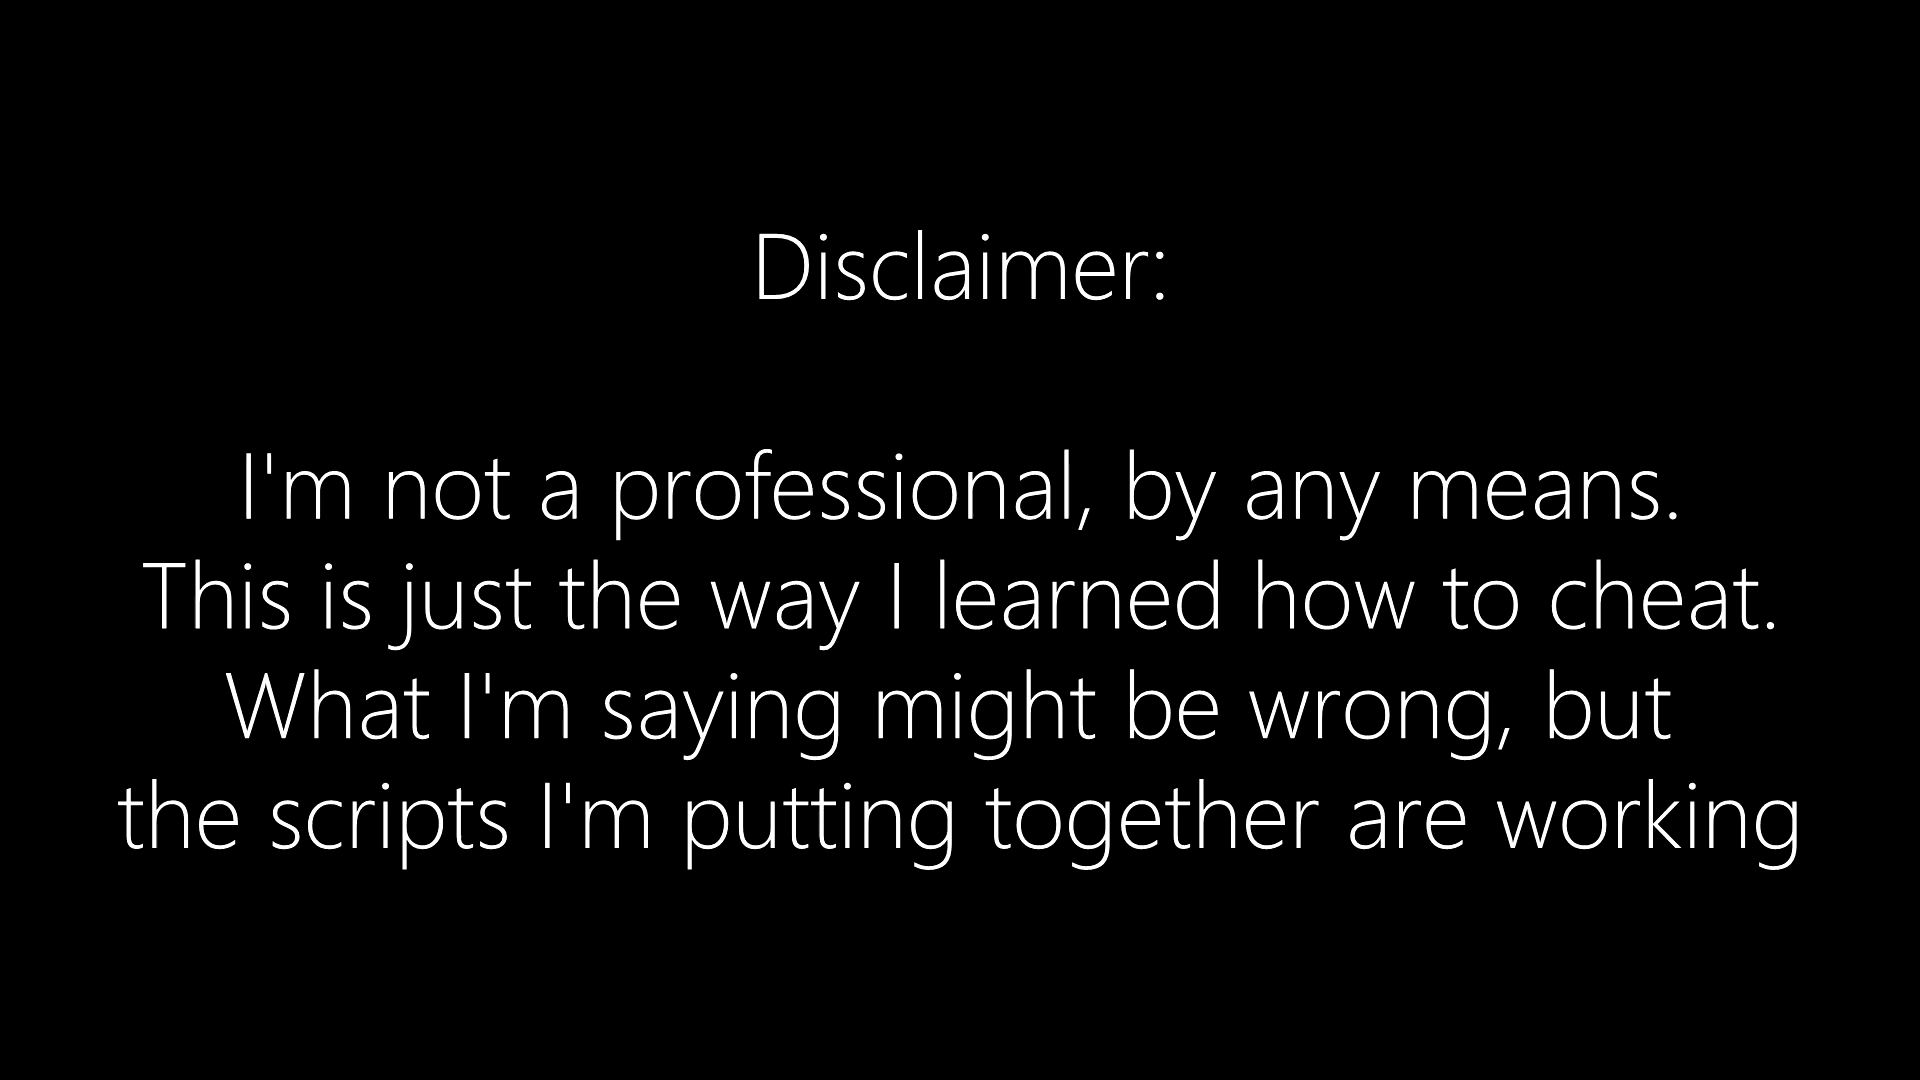 Disclaimer:
I'm not a professional, by any means.
This is just the way I learned how to cheat.
What I'm saying might be wrong, but
the scripts I'm putting together are working